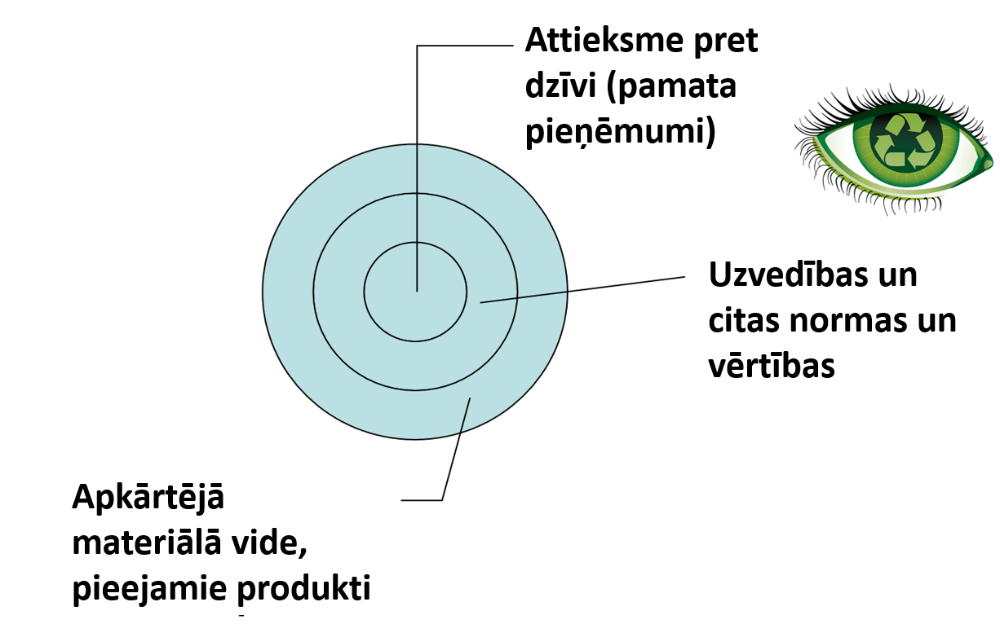 Attieksme pret
dzīvi (pamata
pieņēmumi)
Uzvedības un
citas normas un
vērtības
Apkārtējā
materiālā vide,
pieejamie produkti